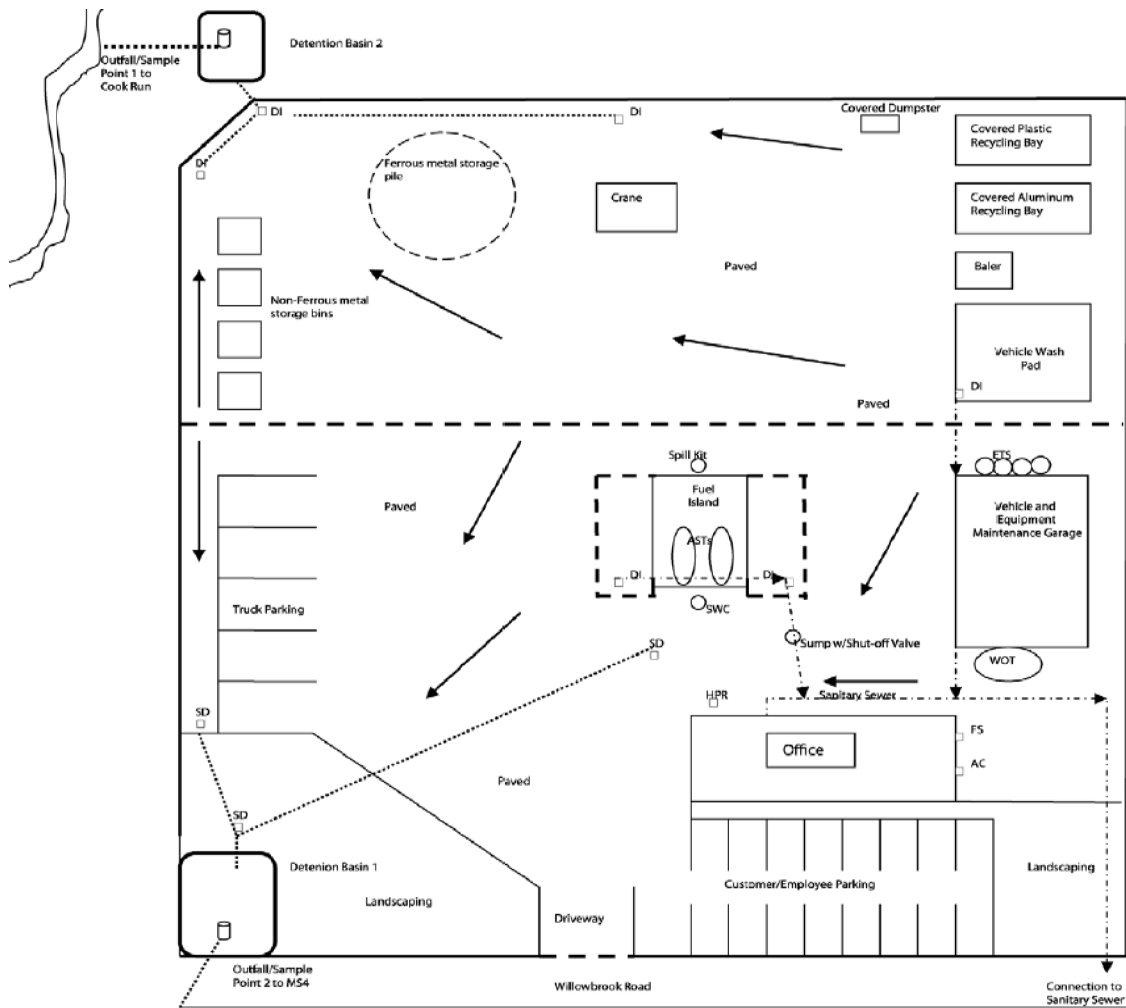 Detention Basin 2
Outfall/Sample
Point 1 to
Cook Run
DI
DI
Covered Dumpster
Covered Plastic
Recycling Bay
DI
Ferrous metal storage
pile
Crane
Covered Aluminum
Recycling Bay
Paved
Baler
Non-Ferrous metal
storage bins
Vehicle Wash
Pad
DI
Paved
Spill Kit
ETS
Paved
Fuel
Island
Vehicle and
Equipment
Maintenance Garage
ASTs
DI
DI
Truck Parking
SWC
SD
Sump w/Shut-off Valve
WOT
HPR
Sanitary Sewer
SD
FS
Office
AC
Paved
SD
Detenion Basin 1
Landscaping
Customer/Employee Parking
Landscaping
Driveway
Outfall/Sample
Point 2 to MS4
Willowbrook Road
Connection to
Sanitary Sewer